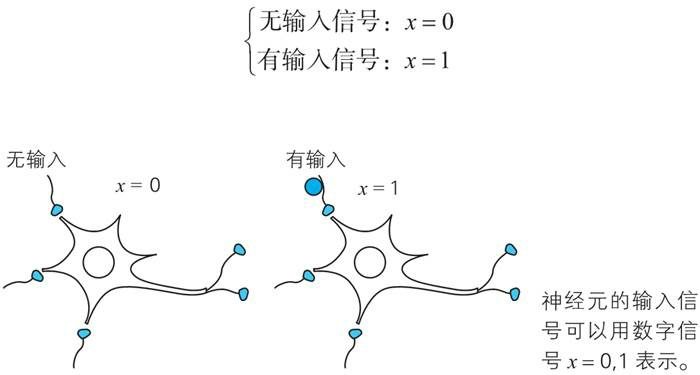 无输入信号：x = 0
有输入信号：x = 1
无输入
x = 0
有输入
x = 1
神经元的输入信
号可以用数字信
号 x = 0,1 表示。